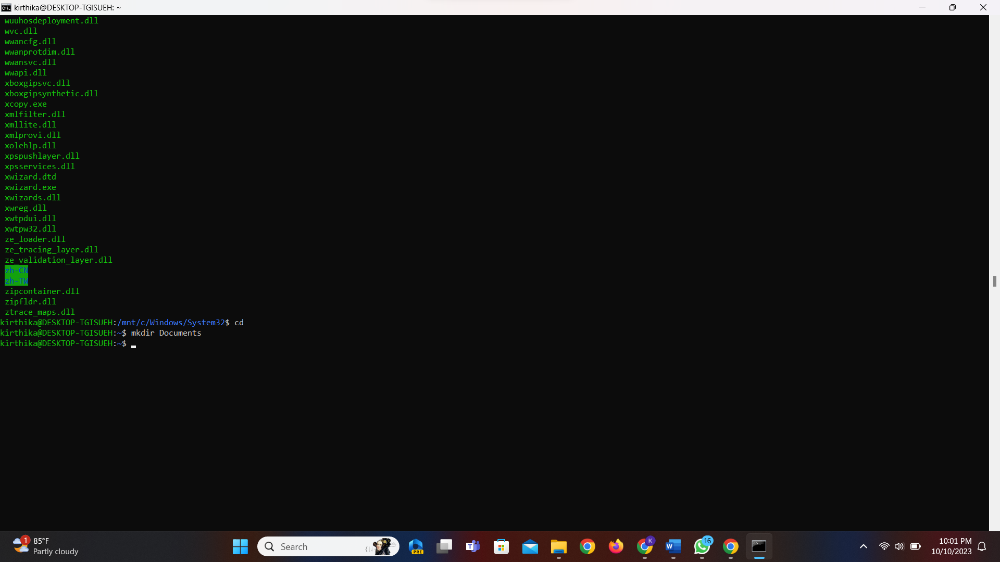 kirthika@DESKTOP-TGISUEH: ~
wuuhosdeployment.dll
wvc.dll
wwancfg.dll
wwanprotdim.dll
wwansvc.dll
wwapi.dll
xboxgipsvc.dll
xboxgipsynthetic.dll
xcopy.exe
xmlfilter.dll
xmllite.dll
xmlprovi.dll
xolehlp.dll
xpspushlayer.dll
xpsservices.dll
xwizard.dtd
xwizard.exe
xwizards.dll
xwreg.dll
xwtpdui.dll
xwtpw32.dll
ze_loader.dll
ze_tracing_layer.dll
ze_validation_layer.dll
zh-CN
zh-TW
zipcontainer.dll
zipfldr.dll
ztrace_maps.dll
kirthika@DESKTOP-TGISUEH:/mnt/c/Windows/System32$ cd
kirthika@DESKTOP-TGISUEH:~$ mkdir Documents
kirthika@DESKTOP-TGISUEH:~$
1
85°F
Partly cloudy
Search
PRE
K
16
10:01 PM
10/10/2023